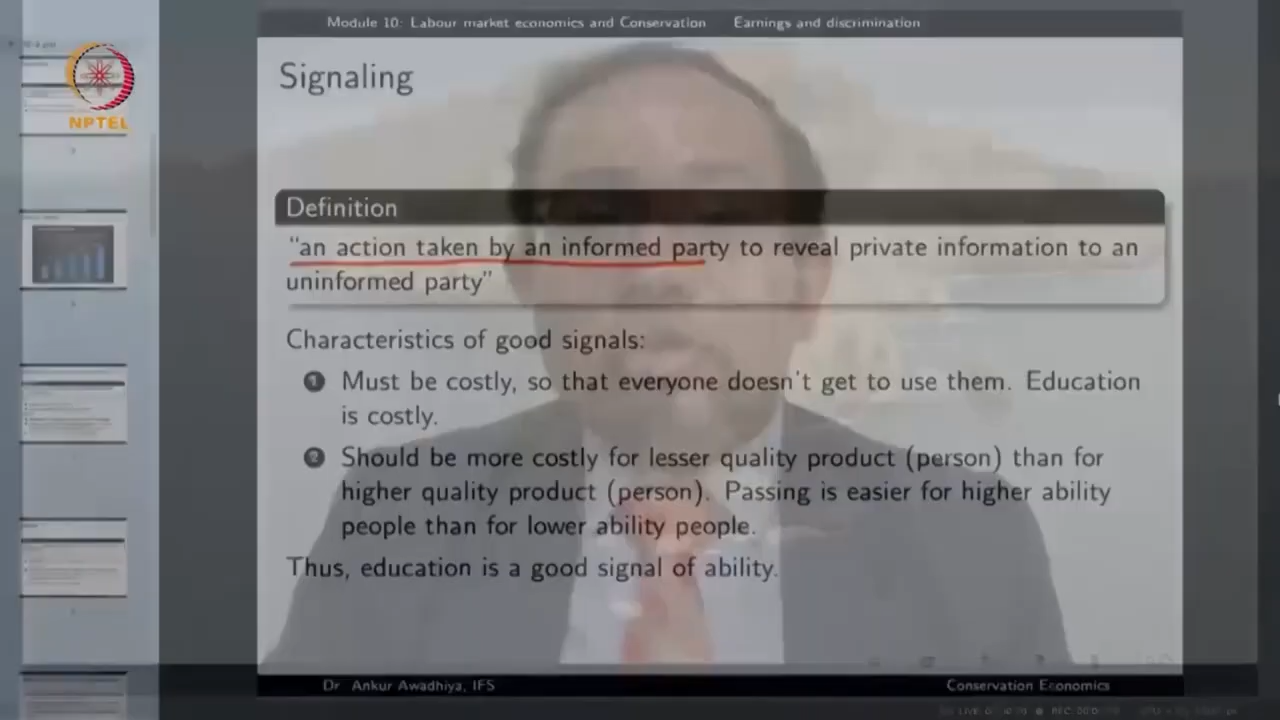 Module 10: Labour market economics and Conservation Earnings and discrimination
NPTEL
Signaling
Definition
"an action taken by an informed party to reveal private information to an
uninformed party"
Characteristics of good signals:
1 Must be costly, so that everyone doesn't get to use them. Education
is costly.
2 Should be more costly for lesser quality product (person) than for
higher quality product (person). Passing is easier for higher ability
people than for lower ability people.
Thus, education is a good signal of ability.
Dr Ankur Awadhiya, IFS Conservation Economics